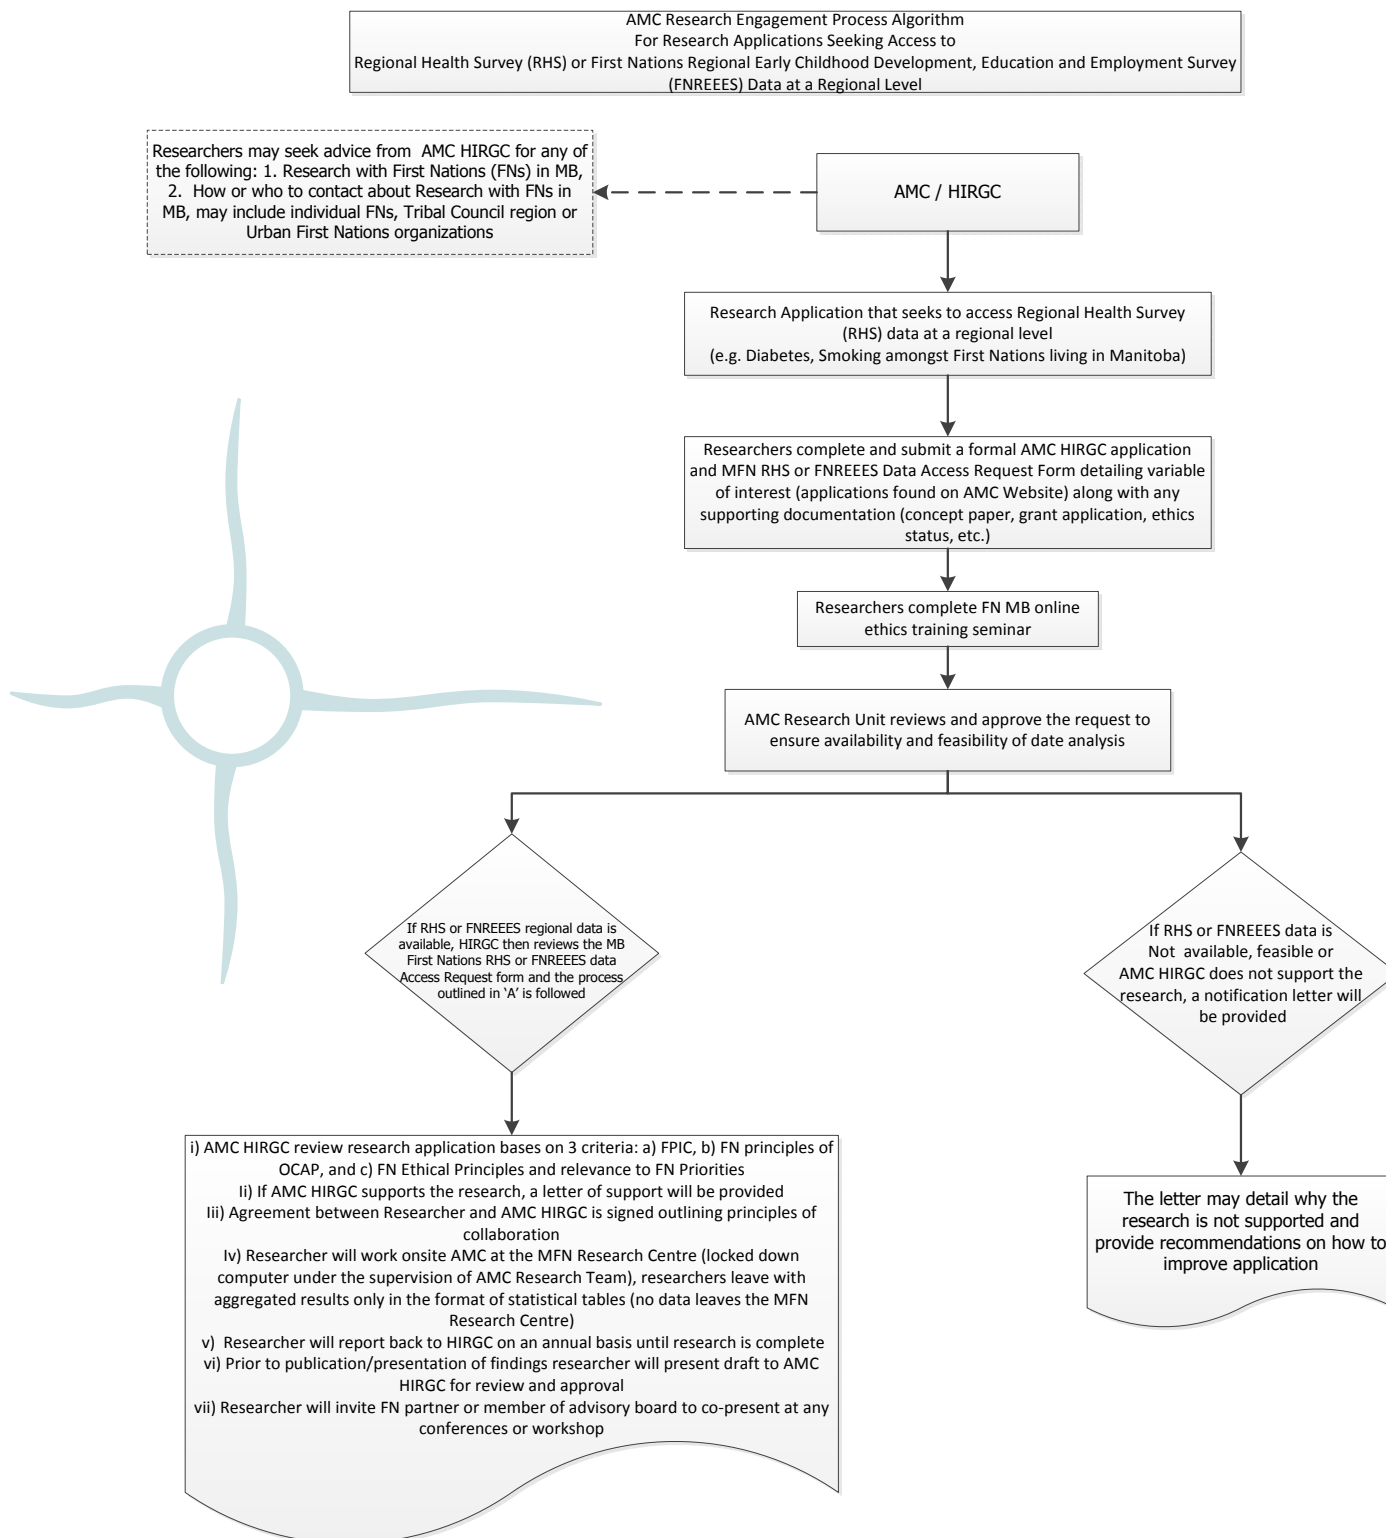 AMC Research Engagement Process Algorithm
For Research Applications Seeking Access to
Regional Health Survey (RHS) or First Nations Regional Early Childhood Development, Education and Employment Survey
(FNREEES) Data at a Regional Level
Researchers may seek advice from AMC HIRGC for any of
the following: 1. Research with First Nations (FNs) in MB,
2. How or who to contact about Research with FNs in
MB, may include individual FNs, Tribal Council region or
Urban First Nations organizations
AMC / HIRGC
Research Application that seeks to access Regional Health Survey
(RHS) data at a regional level
(e.g. Diabetes, Smoking amongst First Nations living in Manitoba)
Researchers complete and submit a formal AMC HIRGC application
and MFN RHS or FNREEES Data Access Request Form detailing variable
of interest (applications found on AMC Website) along with any
supporting documentation (concept paper, grant application, ethics
status, etc.)
Researchers complete FN MB online
ethics training seminar
AMC Research Unit reviews and approve the request to
ensure availability and feasibility of date analysis
If RHS or FNREEES regional data is
available, HIRGC then reviews the MB
First Nations RHS or FNREEES data
Access Request form and the process
outlined in ‘A’ is followed
If RHS or FNREEES data is
Not available, feasible or
AMC HIRGC does not support the
research, a notification letter will
be provided
i) AMC HIRGC review research application bases on 3 criteria: a) FPIC, b) FN principles of
OCAP, and c) FN Ethical Principles and relevance to FN Priorities
Ii) If AMC HIRGC supports the research, a letter of support will be provided
Iii) Agreement between Researcher and AMC HIRGC is signed outlining principles of
collaboration
Iv) Researcher will work onsite AMC at the MFN Research Centre (locked down
computer under the supervision of AMC Research Team), researchers leave with
aggregated results only in the format of statistical tables (no data leaves the MFN
Research Centre)
v) Researcher will report back to HIRGC on an annual basis until research is complete
vi) Prior to publication/presentation of findings researcher will present draft to AMC
HIRGC for review and approval
vii) Researcher will invite FN partner or member of advisory board to co-present at any
conferences or workshop
The letter may detail why the
research is not supported and
provide recommendations on how to
improve application